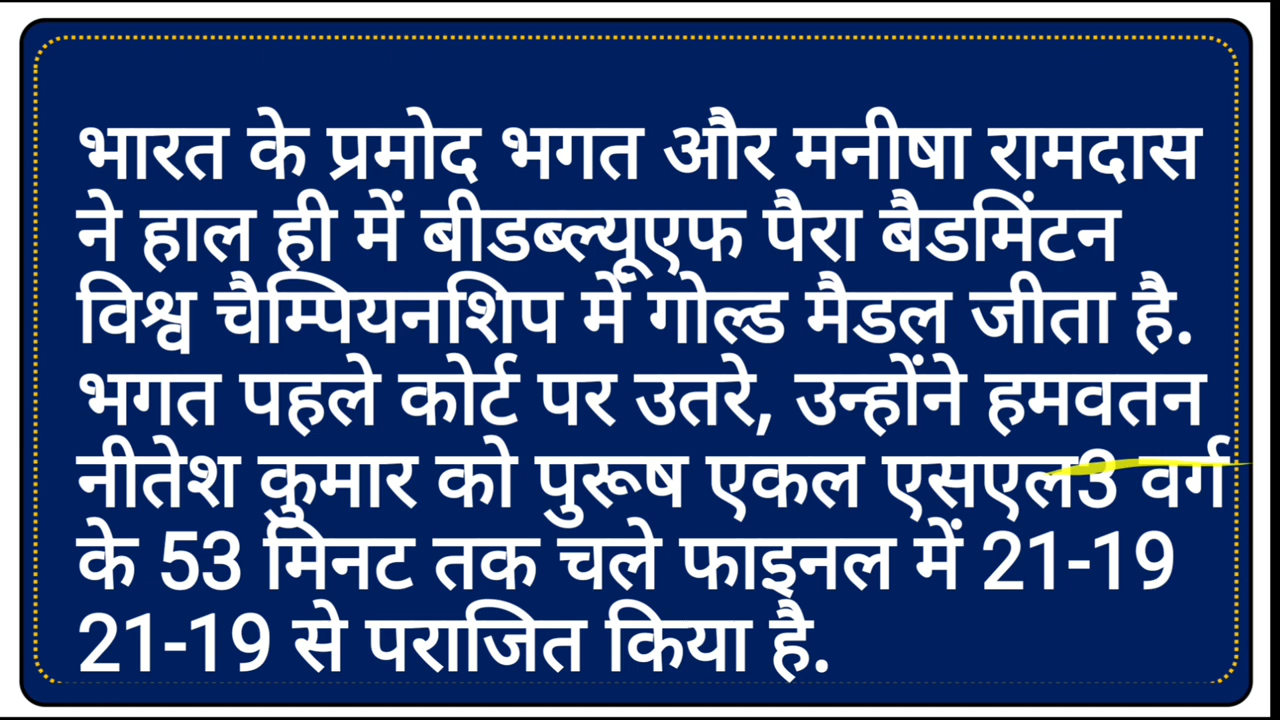 भारत के प्रमोद भगत और मनीषा रामदास
ने हाल ही में बीडब्ल्यूएफ पैरा बैडमिंटन
विश्व चैम्पियनशिप में गोल्ड मैडल जीता है.
भगत पहले कोर्ट पर उतरे, उन्होंने हमवतन
नीतेश कुमार को पुरूष एकल एसएल3 वर्ग
के 53 मिनट तक चले फाइनल में 21-19
21-19 से पराजित किया है.